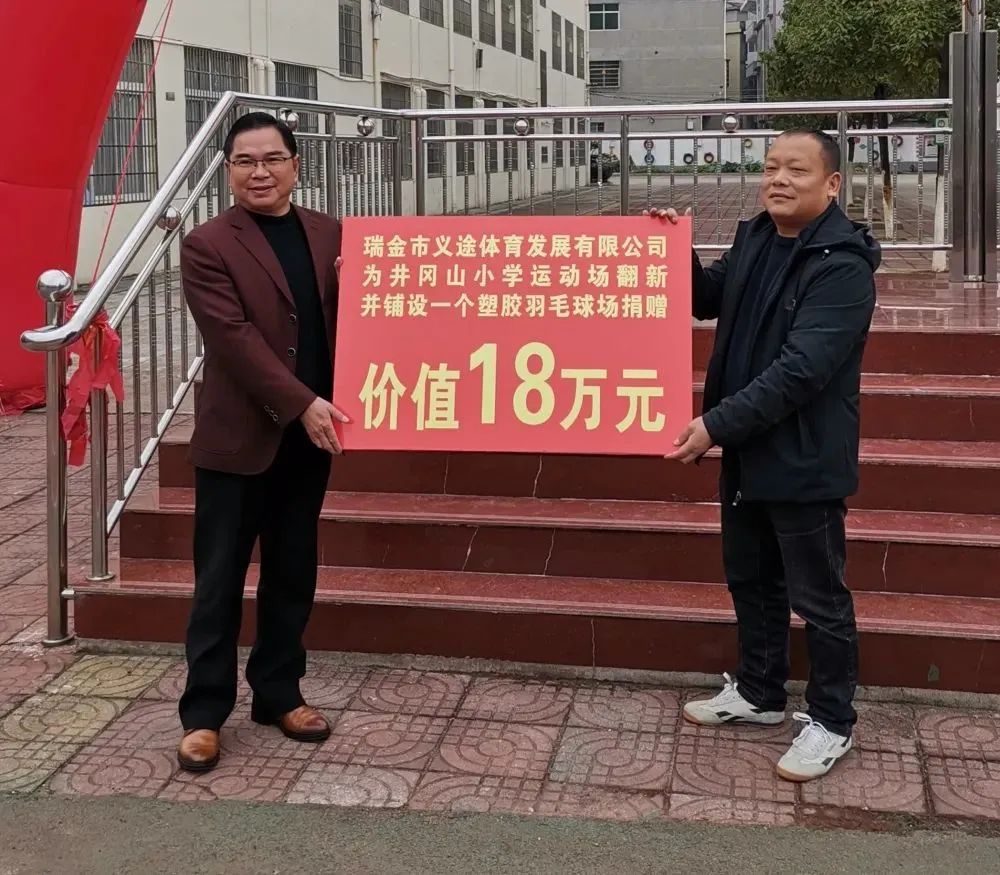 瑞金市义途体育发展有限公司
为井冈山小学运动场翻新
并铺设一个塑胶羽毛球场捐赠
价值18万元